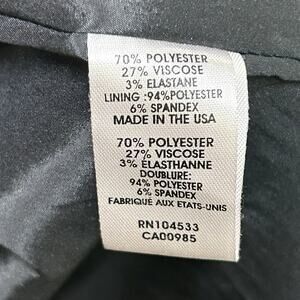 70% POLYESTER
27% VISCOSE
3% ELASTANE
LINING :94%POLYESTER
6% SPANDEX
MADE IN THE USA
70% POLYESTER
27% VISCOSE
3% ELASTHANNE
DOUBLURE:
94% POLYESTER
6% SPANDEX
FABRIQUÉ AUX ETATS-UNIS
RN104533
CA00985